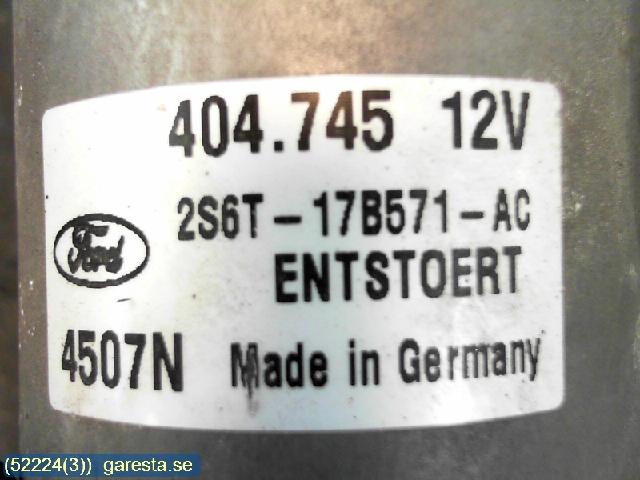 404.745 12V
2S6T-17B571-AC
Ford
ENTSTOERT
4507N Made in Germany
(52224(3)) garesta.se